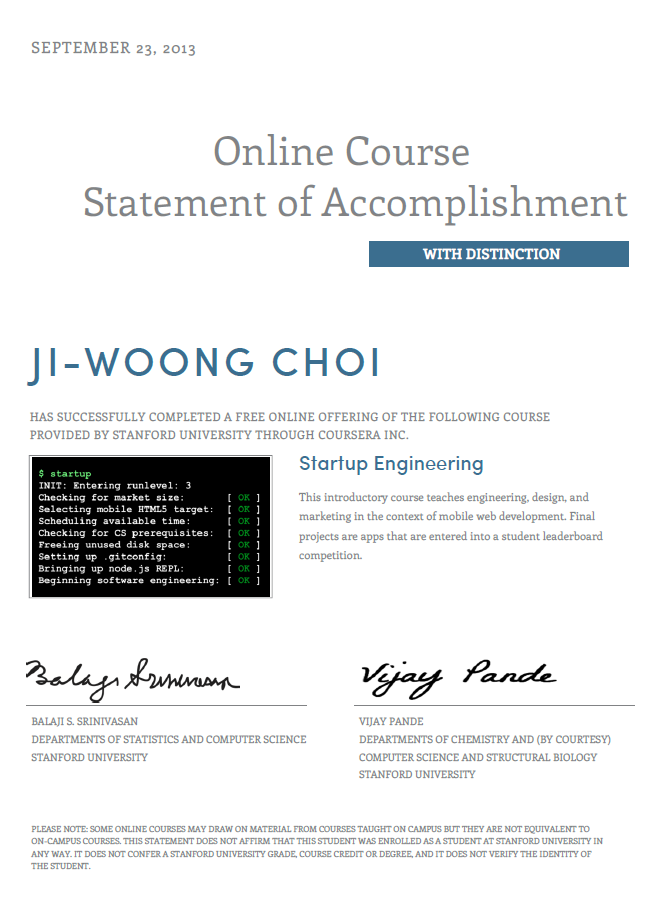 SEPTEMBER 23, 2013
Online Course
Statement of Accomplishment
WITH DISTINCTION
JI-WOONG CHOI
HAS SUCCESSFULLY COMPLETED A FREE ONLINE OFFERING OF THE FOLLOWING COURSE
PROVIDED BY STANFORD UNIVERSITY THROUGH COURSERA INC.
$ startup
INIT: Entering runlevel: 3
Checking for market size: [ OK ]
Selecting mobile HTML5 target: [ OK ]
Scheduling available time: [ OK ]
Checking for CS prerequisites: [ OK ]
Freeing unused disk space: [ OK ]
Setting up .gitconfig: [ OK ]
Bringing up node.js REPL: [ OK ]
Beginning software engineering: [ OK ]
Startup Engineering
This introductory course teaches engineering, design, and
marketing in the context of mobile web development. Final
projects are apps that are entered into a student leaderboard
competition.
Balaji Srinivasan
BALAJI S. SRINIVASAN
DEPARTMENTS OF STATISTICS AND COMPUTER SCIENCE
STANFORD UNIVERSITY
Vijay Pande
VIJAY PANDE
DEPARTMENTS OF CHEMISTRY AND (BY COURTESY)
COMPUTER SCIENCE AND STRUCTURAL BIOLOGY
STANFORD UNIVERSITY
PLEASE NOTE: SOME ONLINE COURSES MAY DRAW ON MATERIAL FROM COURSES TAUGHT ON CAMPUS BUT THEY ARE NOT EQUIVALENT TO
ON-CAMPUS COURSES. THIS STATEMENT DOES NOT AFFIRM THAT THIS STUDENT WAS ENROLLED AS A STUDENT AT STANFORD UNIVERSITY IN
ANY WAY. IT DOES NOT CONFER A STANFORD UNIVERSITY GRADE, COURSE CREDIT OR DEGREE, AND IT DOES NOT VERIFY THE IDENTITY OF
THE STUDENT.